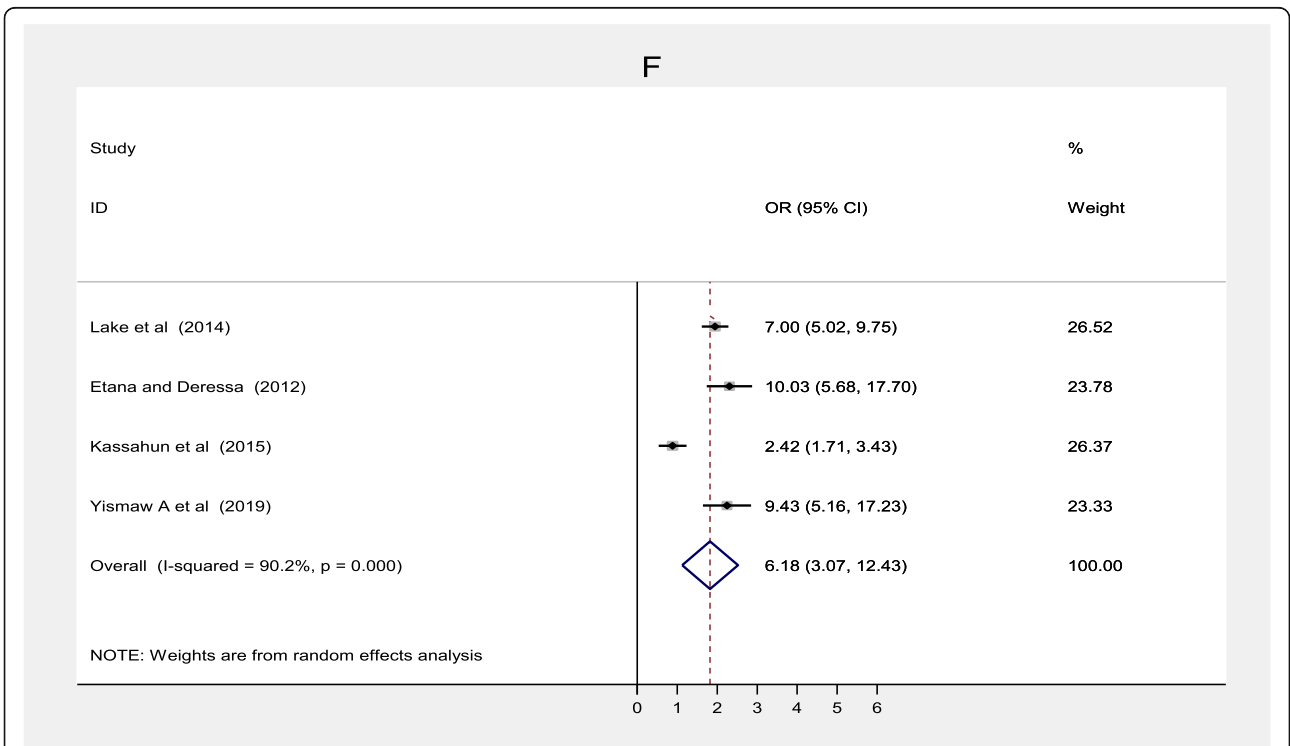 F
Study %
ID OR (95% CI) Weight
Lake et al (2014) 7.00 (5.02, 9.75) 26.52
Etana and Deressa (2012) 10.03 (5.68, 17.70) 23.78
Kassahun et al (2015) 2.42 (1.71, 3.43) 26.37
Yismaw A et al (2019) 9.43 (5.16, 17.23) 23.33
Overall (I-squared = 90.2%, p = 0.000) 6.18 (3.07, 12.43) 100.00
NOTE: Weights are from random effects analysis
0 1 2 3 4 5 6